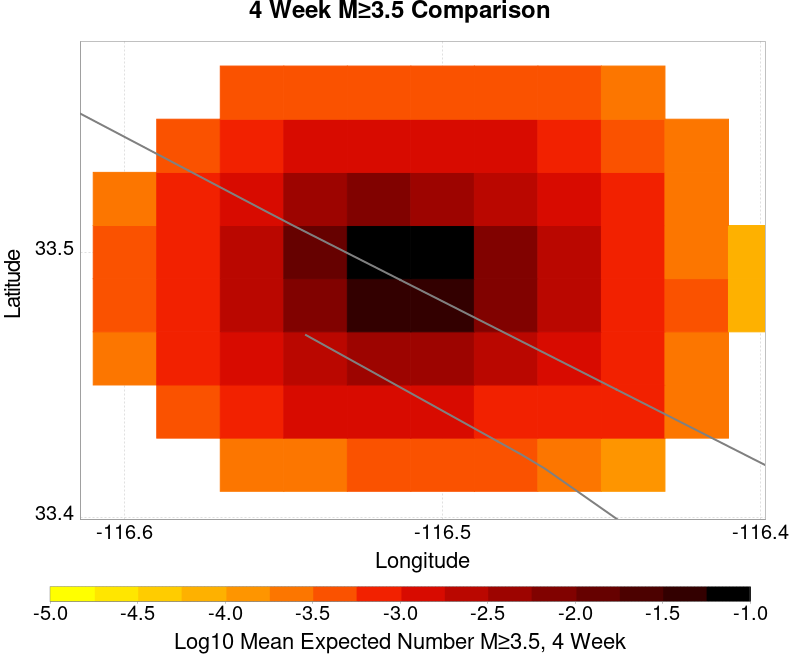 4 Week M≥3.5 Comparison
Latitude
33.5
33.4
-116.6 -116.5 -116.4
Longitude
-5.0 -4.5 -4.0 -3.5 -3.0 -2.5 -2.0 -1.5 -1.0
Log10 Mean Expected Number M≥3.5, 4 Week